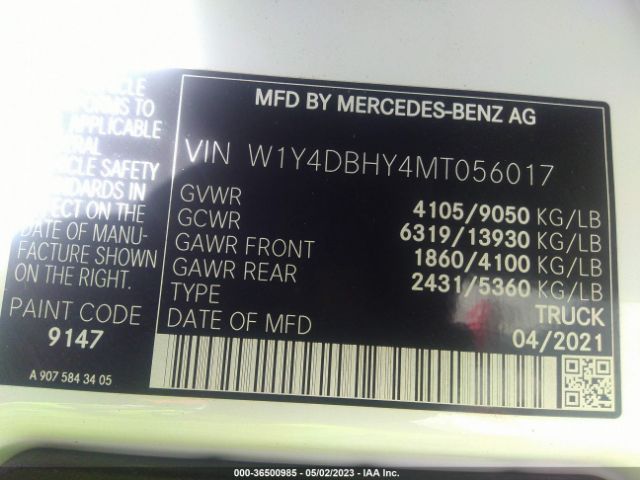 MFD BY MERCEDES-BENZ AG
VIN W1Y4DBHY4MT056017
GVWR 4105/9050 KG/LB
GCWR 6319/13930 KG/LB
GAWR FRONT 1860/4100 KG/LB
GAWR REAR 2431/5360 KG/LB
TYPE TRUCK
DATE OF MFD 04/2021
TO
APPLICABLE
SAFETY
IN
ON THE
DATE OF MANU-
FACTURE SHOWN
ON THE RIGHT.
PAINT CODE
9147
A 907 584 34 05
000-36500985 - 05/02/2023 - IAA Inc.